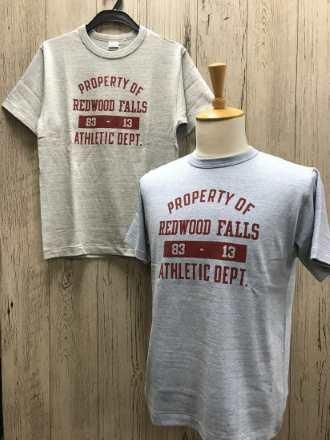 PROPERTY OF
REDWOOD FALLS
83 - 13
ATHLETIC DEPT.
PROPERTY OF
REDWOOD FALLS
83 - 13
ATHLETIC DEPT.